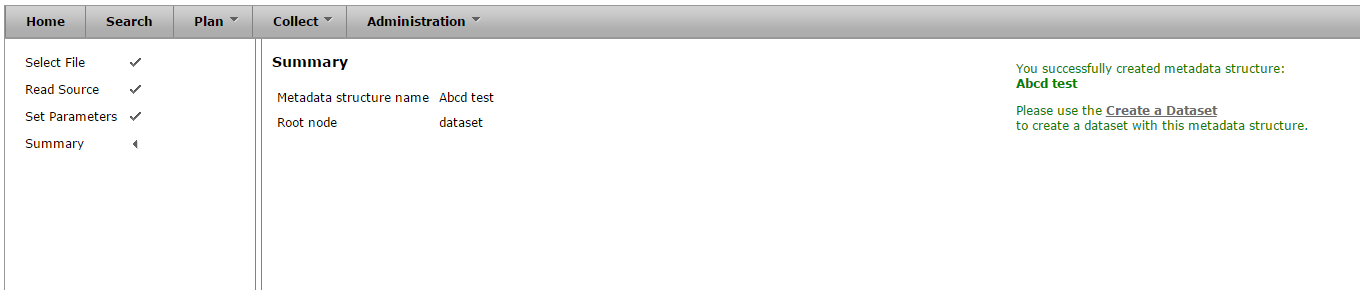 Home Search Plan Collect Administration
Select File
Read Source
Set Parameters
Summary
Summary
Metadata structure name Abcd test
Root node dataset
You successfully created metadata structure:
Abcd test
Please use the Create a Dataset
to create a dataset with this metadata structure.